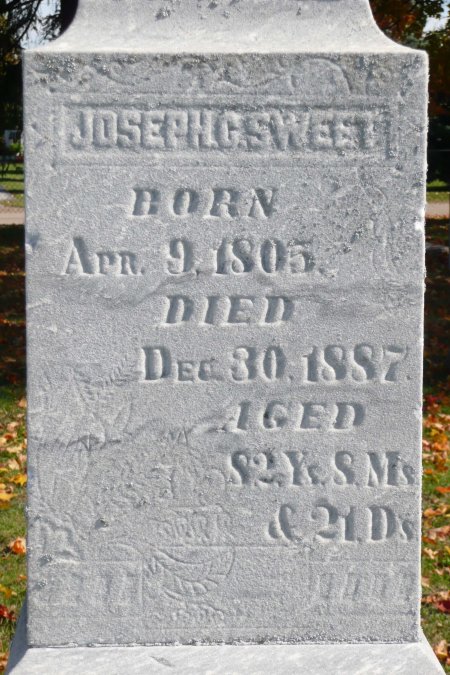 JOSEPH C. SWEET
BORN
APR. 9, 1805.
DIED
DEC. 30, 1887
AGED
82, Ys. 8, Ms
& 21, Ds